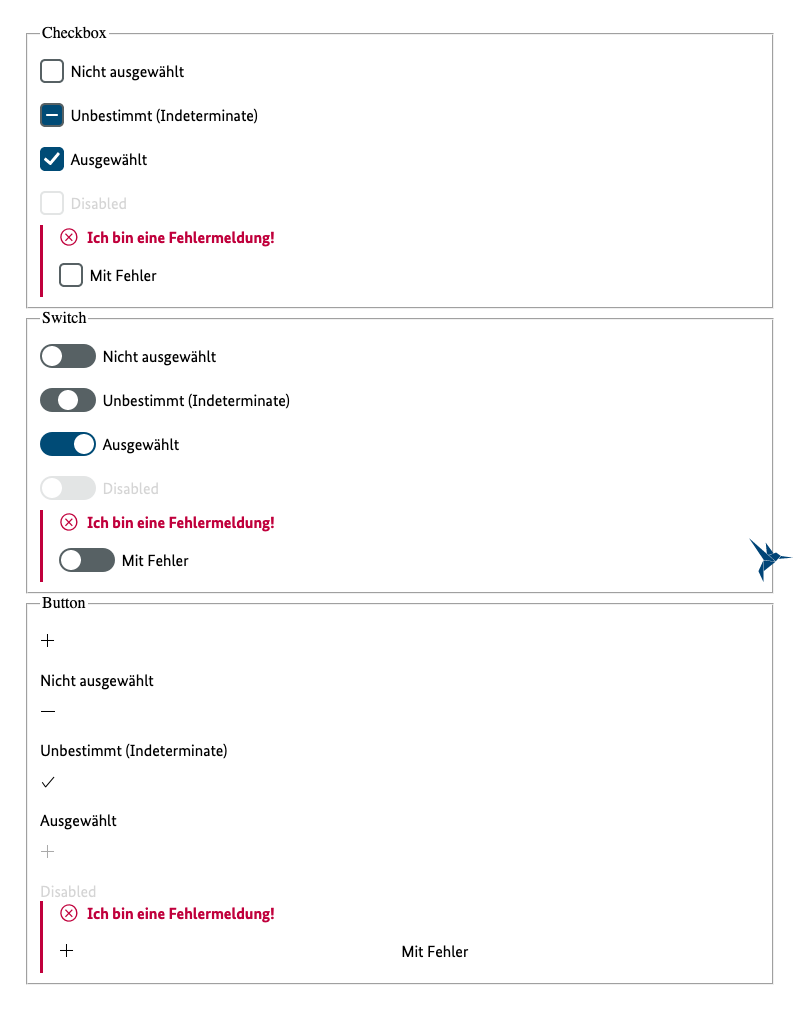 Checkbox
Nicht ausgewählt
Unbestimmt (Indeterminate)
Ausgewählt
Disabled
Ich bin eine Fehlermeldung!
Mit Fehler
Switch
Nicht ausgewählt
Unbestimmt (Indeterminate)
Ausgewählt
Disabled
Ich bin eine Fehlermeldung!
Mit Fehler
Button
Nicht ausgewählt
Unbestimmt (Indeterminate)
Ausgewählt
Disabled
Ich bin eine Fehlermeldung!
Mit Fehler